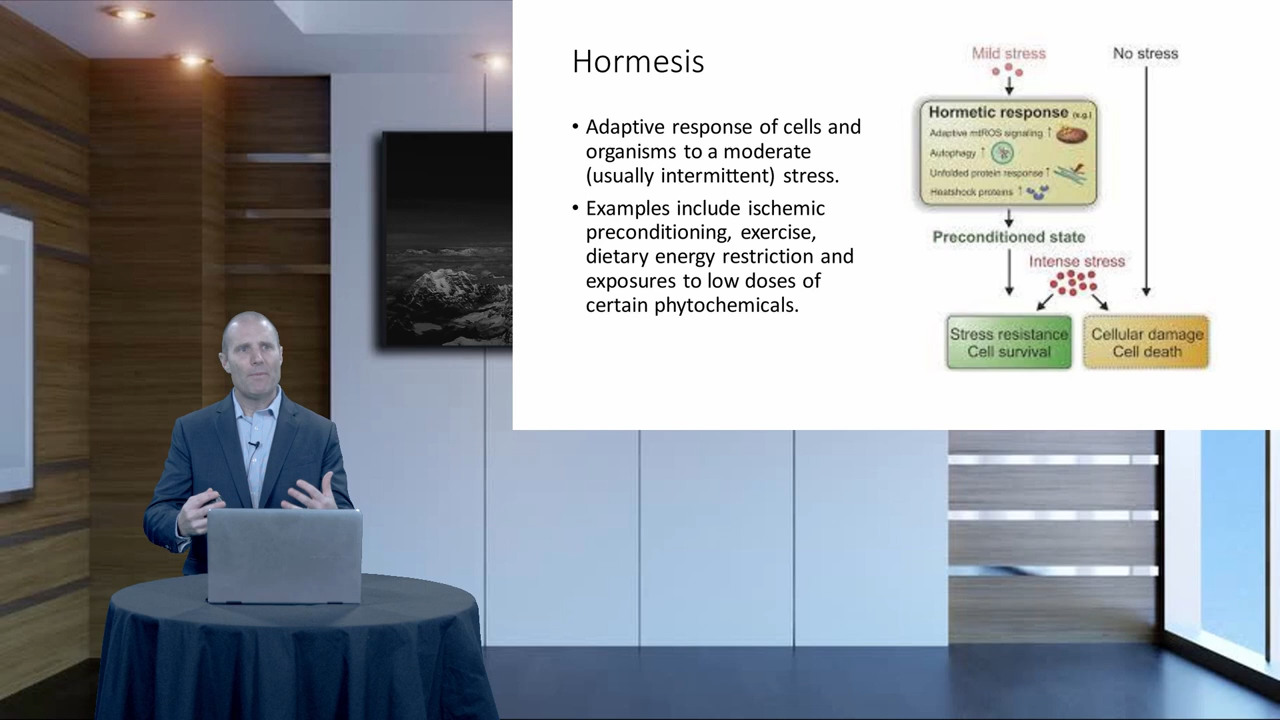 Hormesis
• Adaptive response of cells and
organisms to a moderate
(usually intermittent) stress.
• Examples include ischemic
preconditioning, exercise,
dietary energy restriction and
exposures to low doses of
certain phytochemicals.
Mild stress
No stress
Hormetic response (e.g.)
Adaptive mtROS signaling ↑
Autophagy ↑
Unfolded protein response ↑
Heatshock proteins ↑
Preconditioned state
Intense stress
Stress resistance
Cell survival
Cellular damage
Cell death